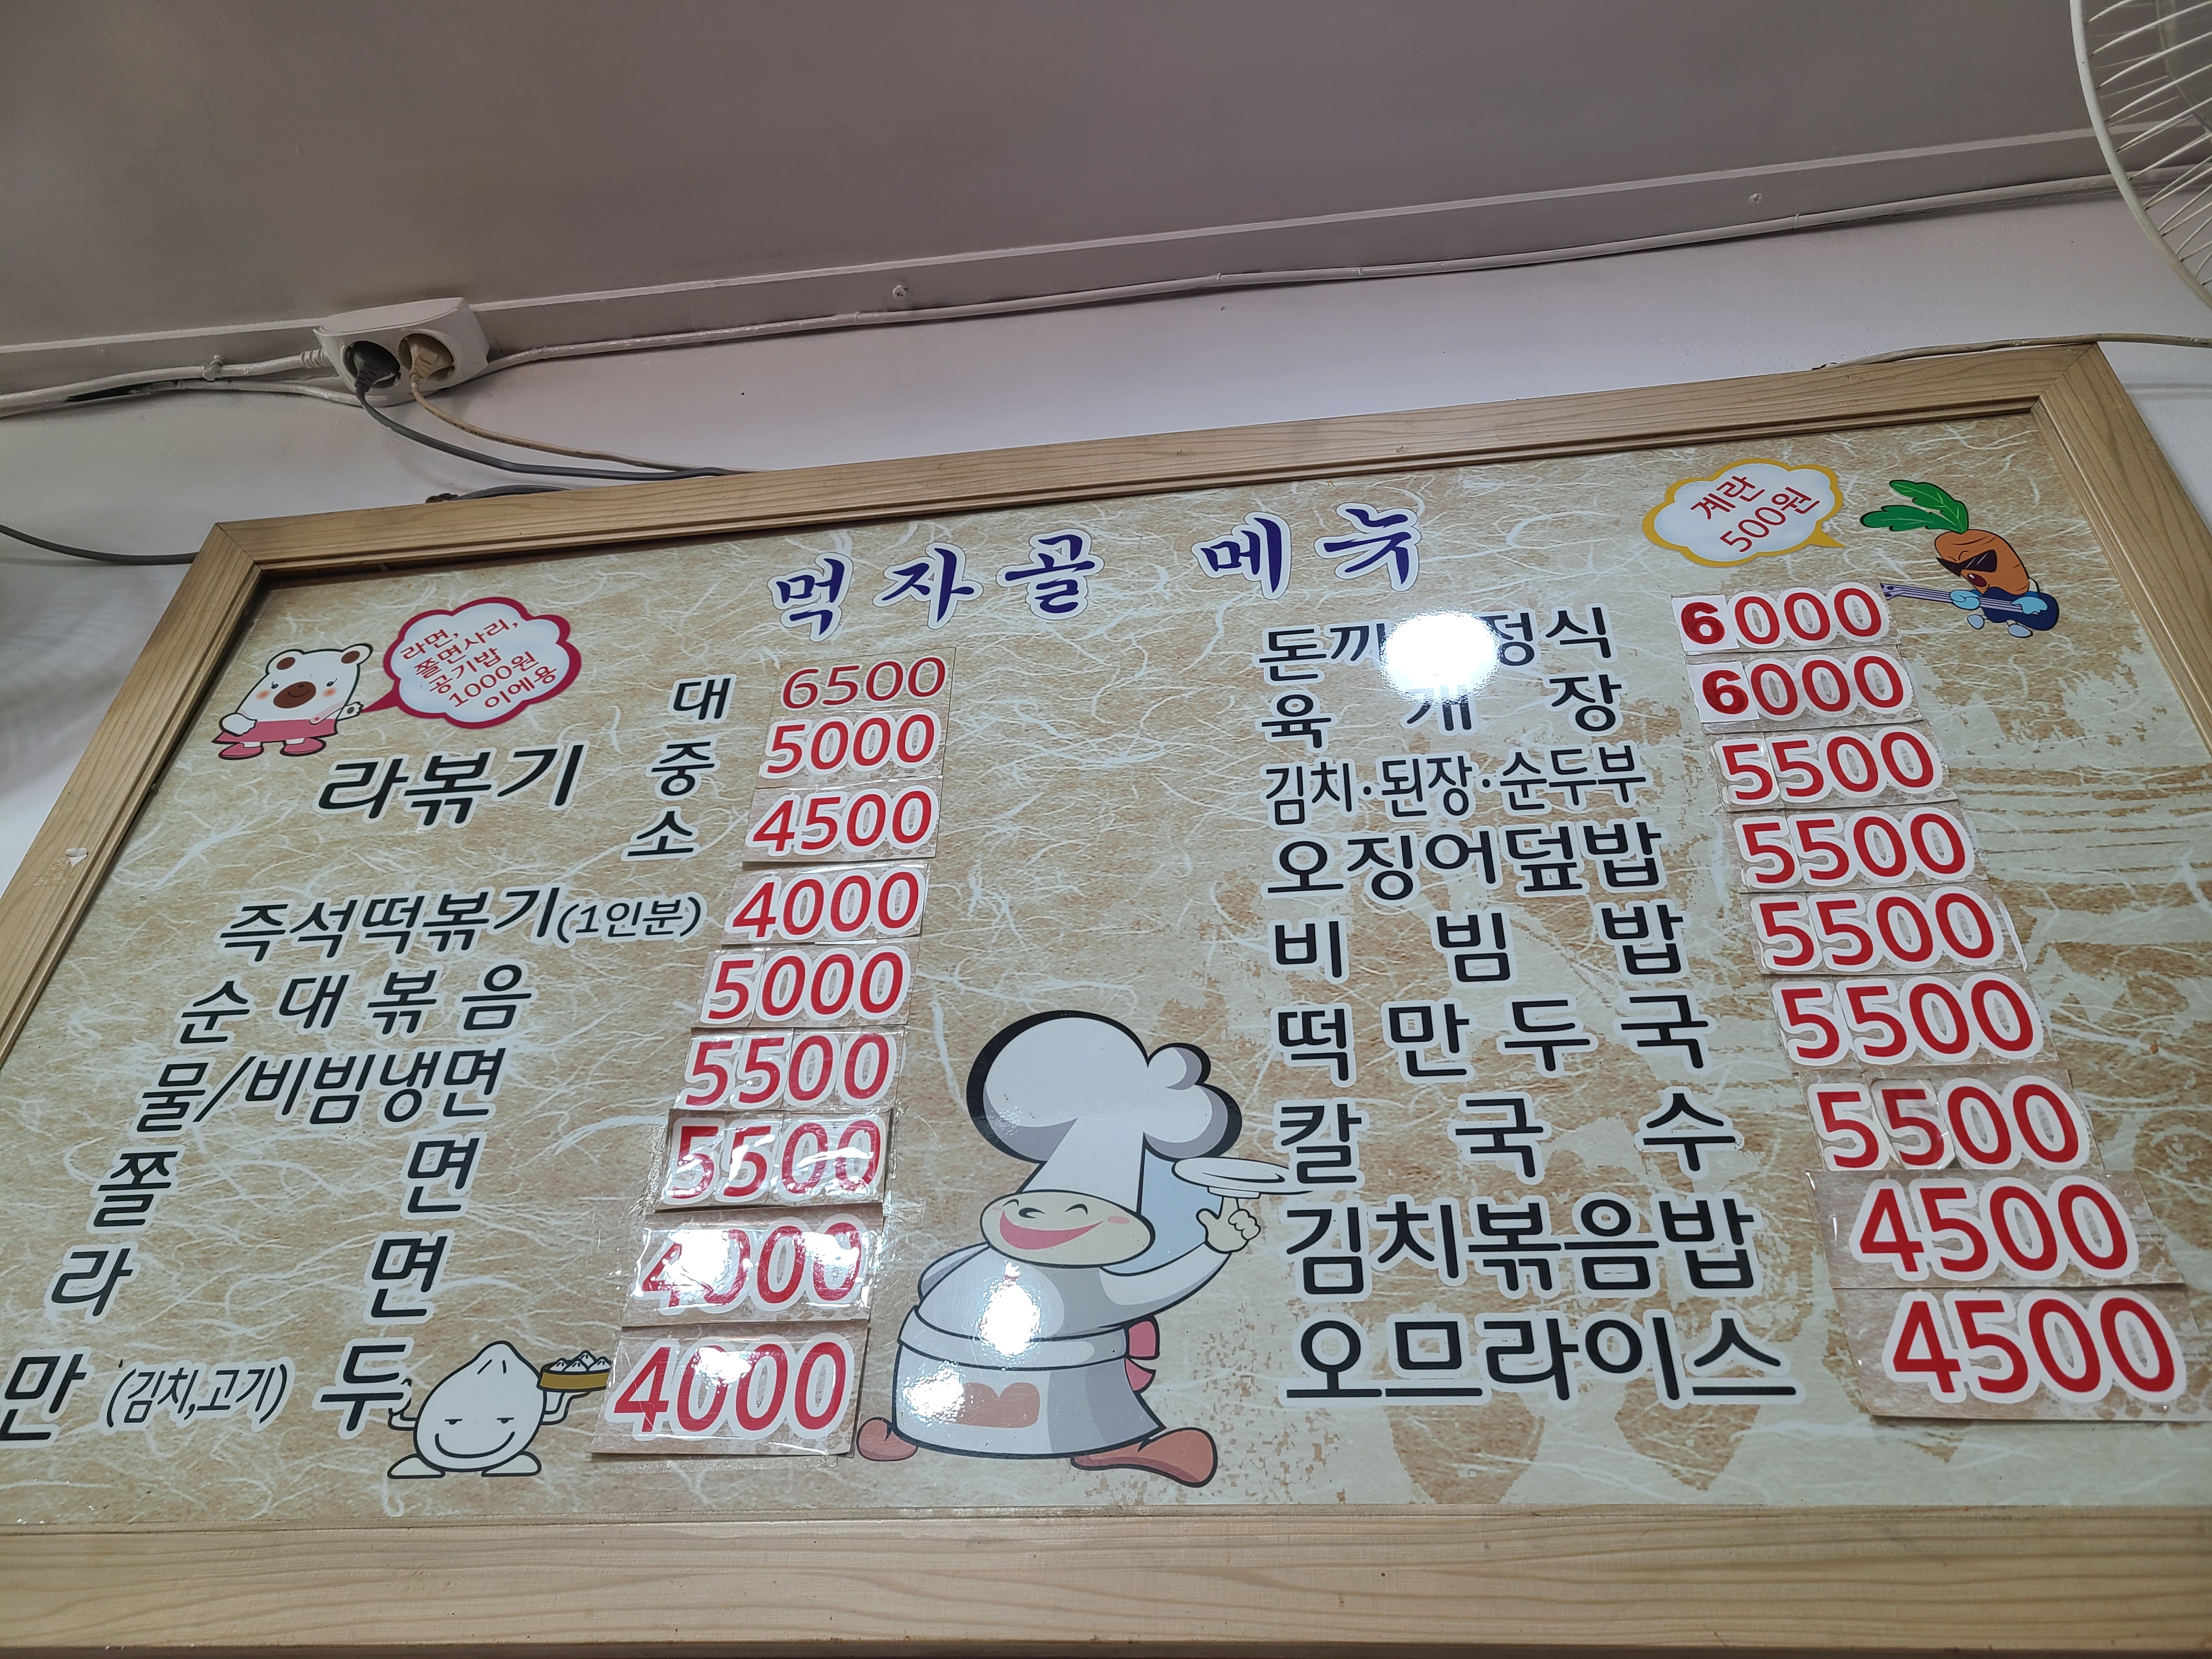 먹자골 메뉴
라면,
쫄면사리,
공기밥
1000원
이에용
라볶기
대 6500
중 5000
소 4500
즉석떡볶기(1인분) 4000
순대볶음 5000
물/비빔냉면 5500
쫄면 5500
라면 4000
만(김치,고기)두 4000
계란
500원
돈까 정식 6000
육개장 6000
김치·된장·순두부 5500
오징어덮밥 5500
비빔밥 5500
떡만두국 5500
칼국수 5500
김치볶음밥 4500
오므라이스 4500